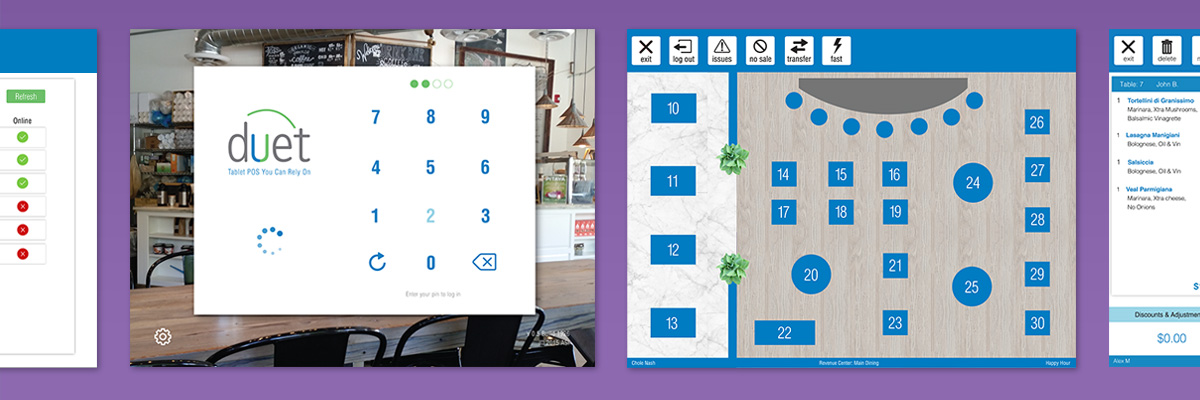 Refresh
Online
duet
Tablet POS You Can Rely On
7 8 9
4 5 6
1 2 3
0
Enter your pin to log in
exit
log out
issues
no sale
transfer
fast
10
11
12
13
14 15 16
17 18 19
20
21
22
23
24
25
26
27
28
29
30
Revenue Center: Main Dining
Happy Hour
exit
delete
Table: 7 John B.
1 Tortellini di Granissimo
Marinara, Xtra Mushrooms,
Balsalmic Vinagrette
1 Lasagna Manigiani
Bolognese, Oil & Vin
1 Salsiccia
Bolognese, Oil & Vin
1 Veal Parmigiana
Marinara, Xtra cheese,
No Onions
Discounts &
$0.00
Alex M